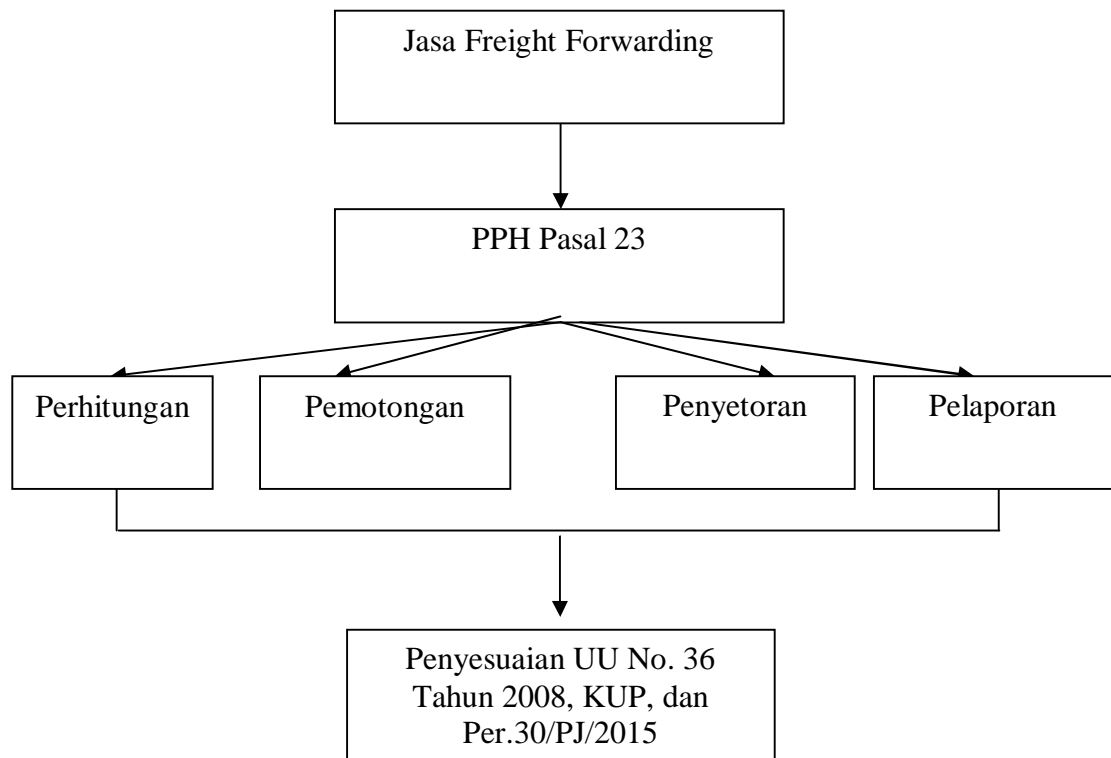 Jasa Freight Forwarding
PPH Pasal 23
Perhitungan
Pemotongan
Penyetoran
Pelaporan
Penyesuaian UU No. 36
Tahun 2008, KUP, dan
Per.30/PJ/2015